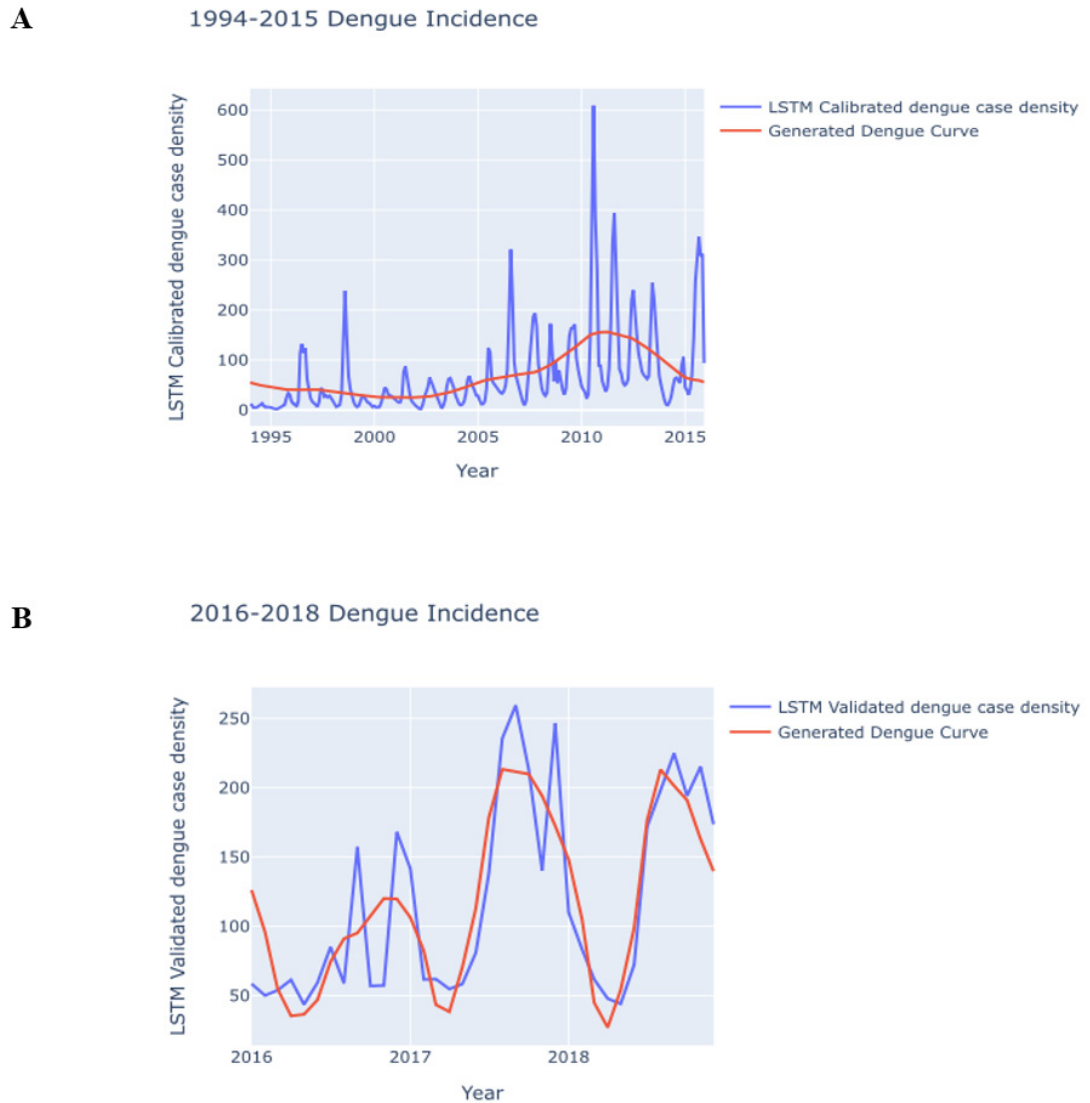 A
1994-2015 Dengue Incidence
LSTM Calibrated dengue case density
600
500
400
300
200
100
0
1995
2000
2005
2010
2015
Year
LSTM Calibrated dengue case density
Generated Dengue Curve
B
2016-2018 Dengue Incidence
LSTM Validated dengue case density
250
200
150
100
50
2016
2017
2018
Year
LSTM Validated dengue case density
Generated Dengue Curve